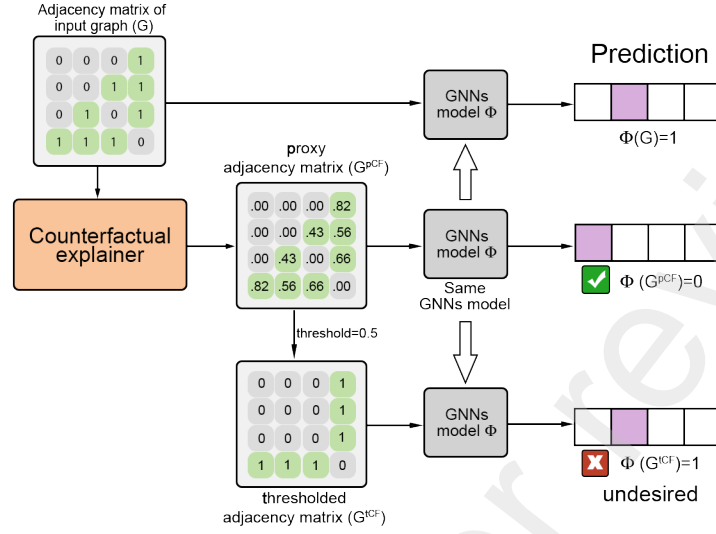 Adjacency matrix of
input graph (G)
0 0 0 1
0 0 1 1
0 1 0 1
1 1 1 0
GNNs
model Φ
Prediction
Φ(G)=1
Counterfactual
explainer
proxy
adjacency matrix (G^pCF)
.00 .00 .00 .82
.00 .00 .43 .56
.00 .43 .00 .66
.82 .56 .66 .00
GNNs
model Φ
Same
GNNs model
Φ (G^pCF)=0
threshold=0.5
0 0 0 1
0 0 0 1
0 0 0 1
1 1 1 0
thresholded
adjacency matrix (G^tCF)
GNNs
model Φ
Φ (G^tCF)=1
undesired